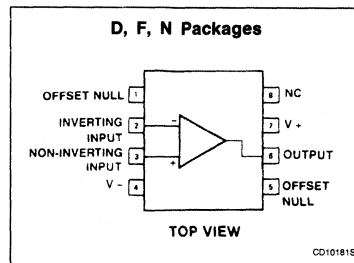 D, F, N Packages
OFFSET NULL 1
8 NC
INVERTING INPUT 2 −
7 V +
NON-INVERTING INPUT 3 +
6 OUTPUT
V − 4
5 OFFSET NULL
TOP VIEW
CD10181S